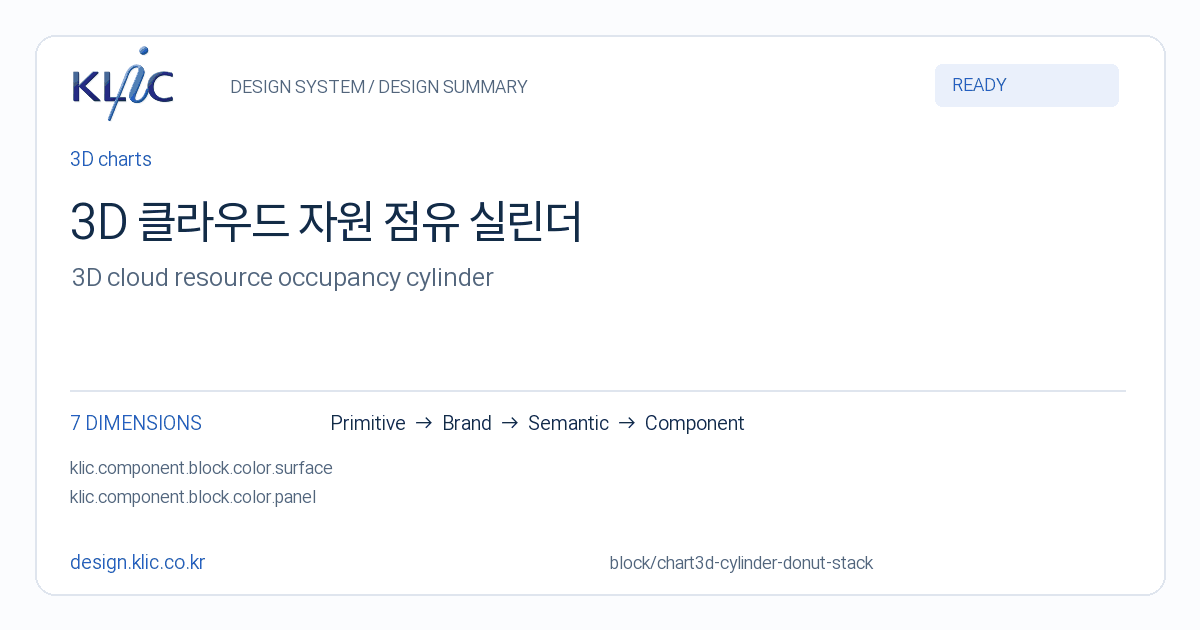 KLiC
DESIGN SYSTEM / DESIGN SUMMARY
READY
3D charts
3D 클라우드 자원 점유 실린더
3D cloud resource occupancy cylinder
7 DIMENSIONS
Primitive → Brand → Semantic → Component
klic.component.block.color.surface
klic.component.block.color.panel
design.klic.co.kr
block/chart3d-cylinder-donut-stack